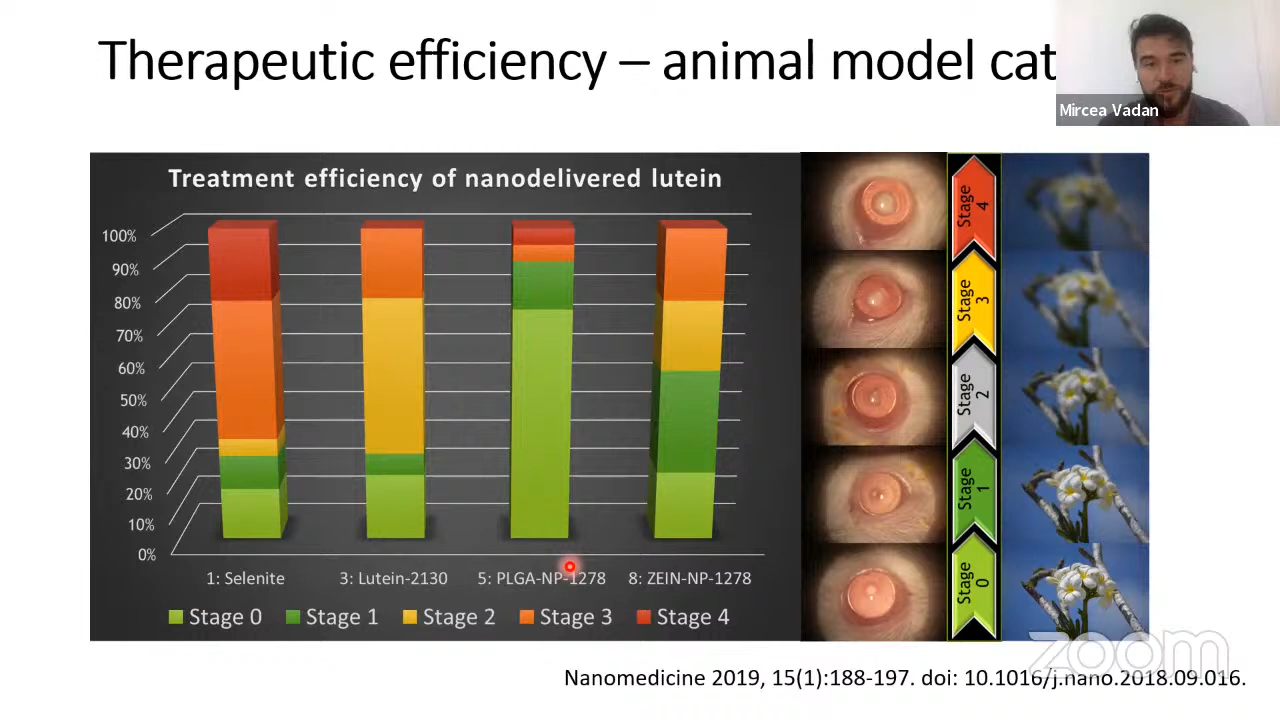 Therapeutic efficiency – animal model cat
Mircea Vadan
Treatment efficiency of nanodelivered lutein
100%
90%
80%
70%
60%
50%
40%
30%
20%
10%
0%
1: Selenite
3: Lutein-2130
5: PLGA-NP-1278
8: ZEIN-NP-1278
Stage 0
Stage 1
Stage 2
Stage 3
Stage 4
Stage 4
Stage 3
Stage 2
Stage 1
Stage 0
zoom
Nanomedicine 2019, 15(1):188-197. doi: 10.1016/j.nano.2018.09.016.